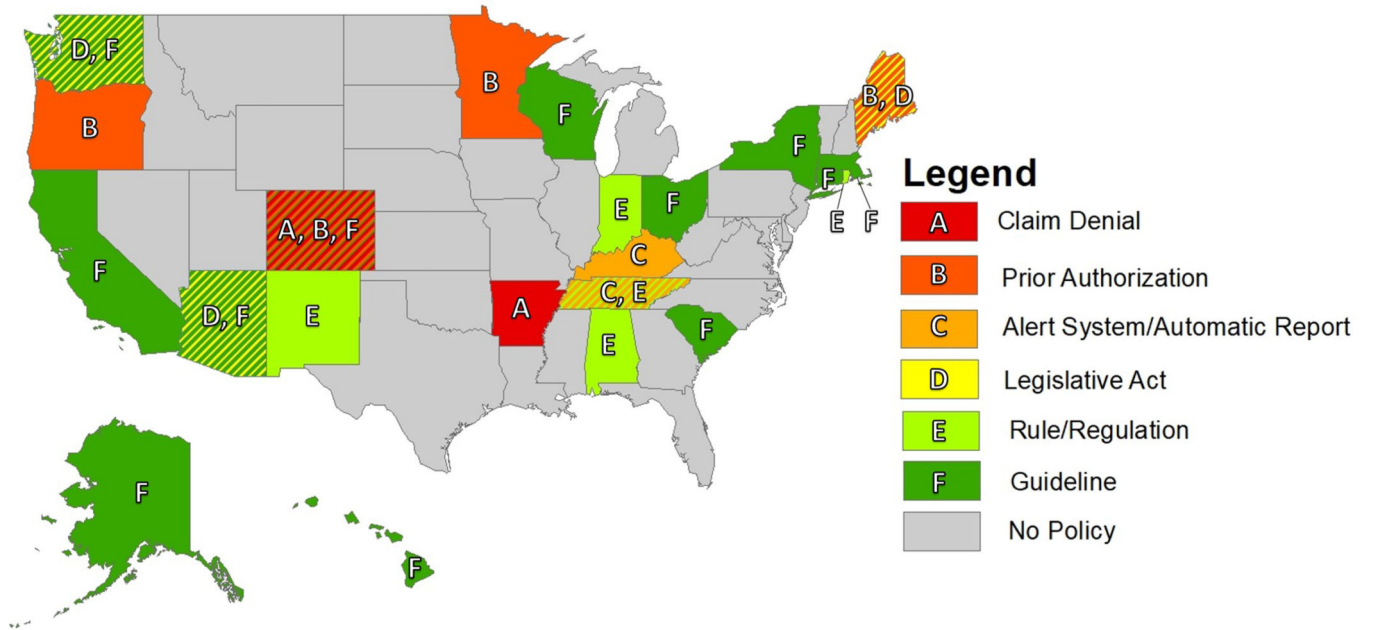 D, F
B
B
F
B, D
F
F
E F
E
F
C
A, B, F
F
D, F
E
A
C, E
E
F
F
F
Legend
A Claim Denial
B Prior Authorization
C Alert System/Automatic Report
D Legislative Act
E Rule/Regulation
F Guideline
No Policy